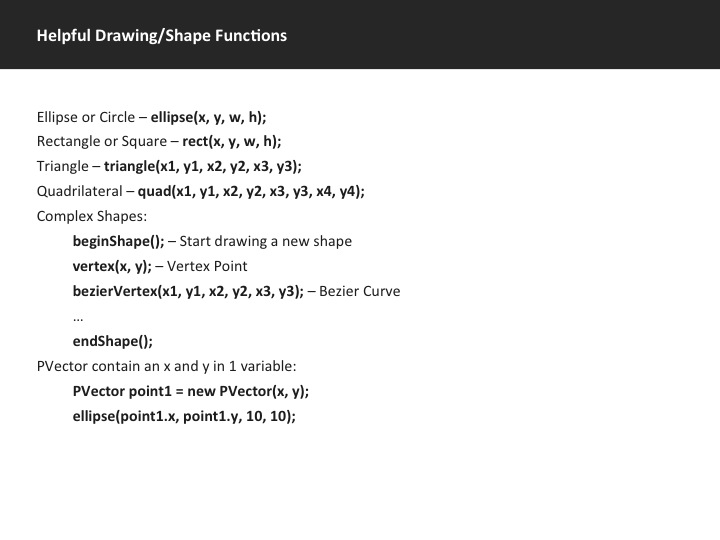 Helpful Drawing/Shape Functions
Ellipse or Circle – ellipse(x, y, w, h);
Rectangle or Square – rect(x, y, w, h);
Triangle – triangle(x1, y1, x2, y2, x3, y3);
Quadrilateral – quad(x1, y1, x2, y2, x3, y3, x4, y4);
Complex Shapes:
beginShape(); – Start drawing a new shape
vertex(x, y); – Vertex Point
bezierVertex(x1, y1, x2, y2, x3, y3); – Bezier Curve
…
endShape();
PVector contain an x and y in 1 variable:
PVector point1 = new PVector(x, y);
ellipse(point1.x, point1.y, 10, 10);